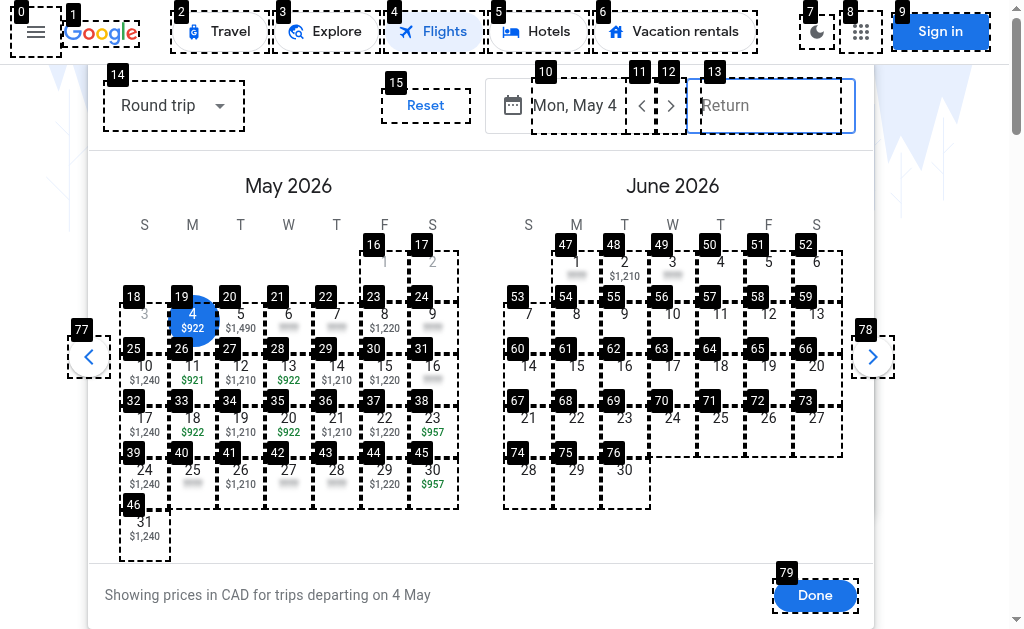 0 1 2 3 4 5 6 7 8 9
Google Travel Explore Flights Hotels Vacation rentals Sign in
14 15 10 11 12 13
Round trip Reset Mon, May 4 Return
May 2026 June 2026
S M T W T F S S M T W T F S
16 17 47 48 49 50 51 52
1 2 1 2 3 4 5 6
$1,210
18 19 20 21 22 23 24 53 54 55 56 57 58 59
3 4 5 6 7 8 9 7 8 9 10 11 12 13
$922 $1,490 $1,220
77 78
25 26 27 28 29 30 31 60 61 62 63 64 65 66
10 11 12 13 14 15 16 14 15 16 17 18 19 20
$1,240 $921 $1,210 $922 $1,210 $1,220
32 33 34 35 36 37 38 67 68 69 70 71 72 73
17 18 19 20 21 22 23 21 22 23 24 25 26 27
$1,240 $922 $1,210 $922 $1,210 $1,220 $957
39 40 41 42 43 44 45 74 75 76
24 25 26 27 28 29 30 28 29 30
$1,240 $1,210 $1,220 $957
46
31
$1,240
79
Showing prices in CAD for trips departing on 4 May Done